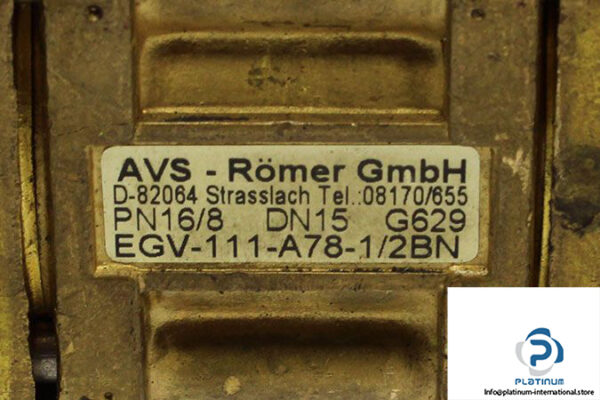 AVS - Römer GmbH
D-82064 Strasslach Tel.:08170/655
PN16/8 DN15 G629
EGV-111-A78-1/2BN
PLATINUM
info@platinum-international.store